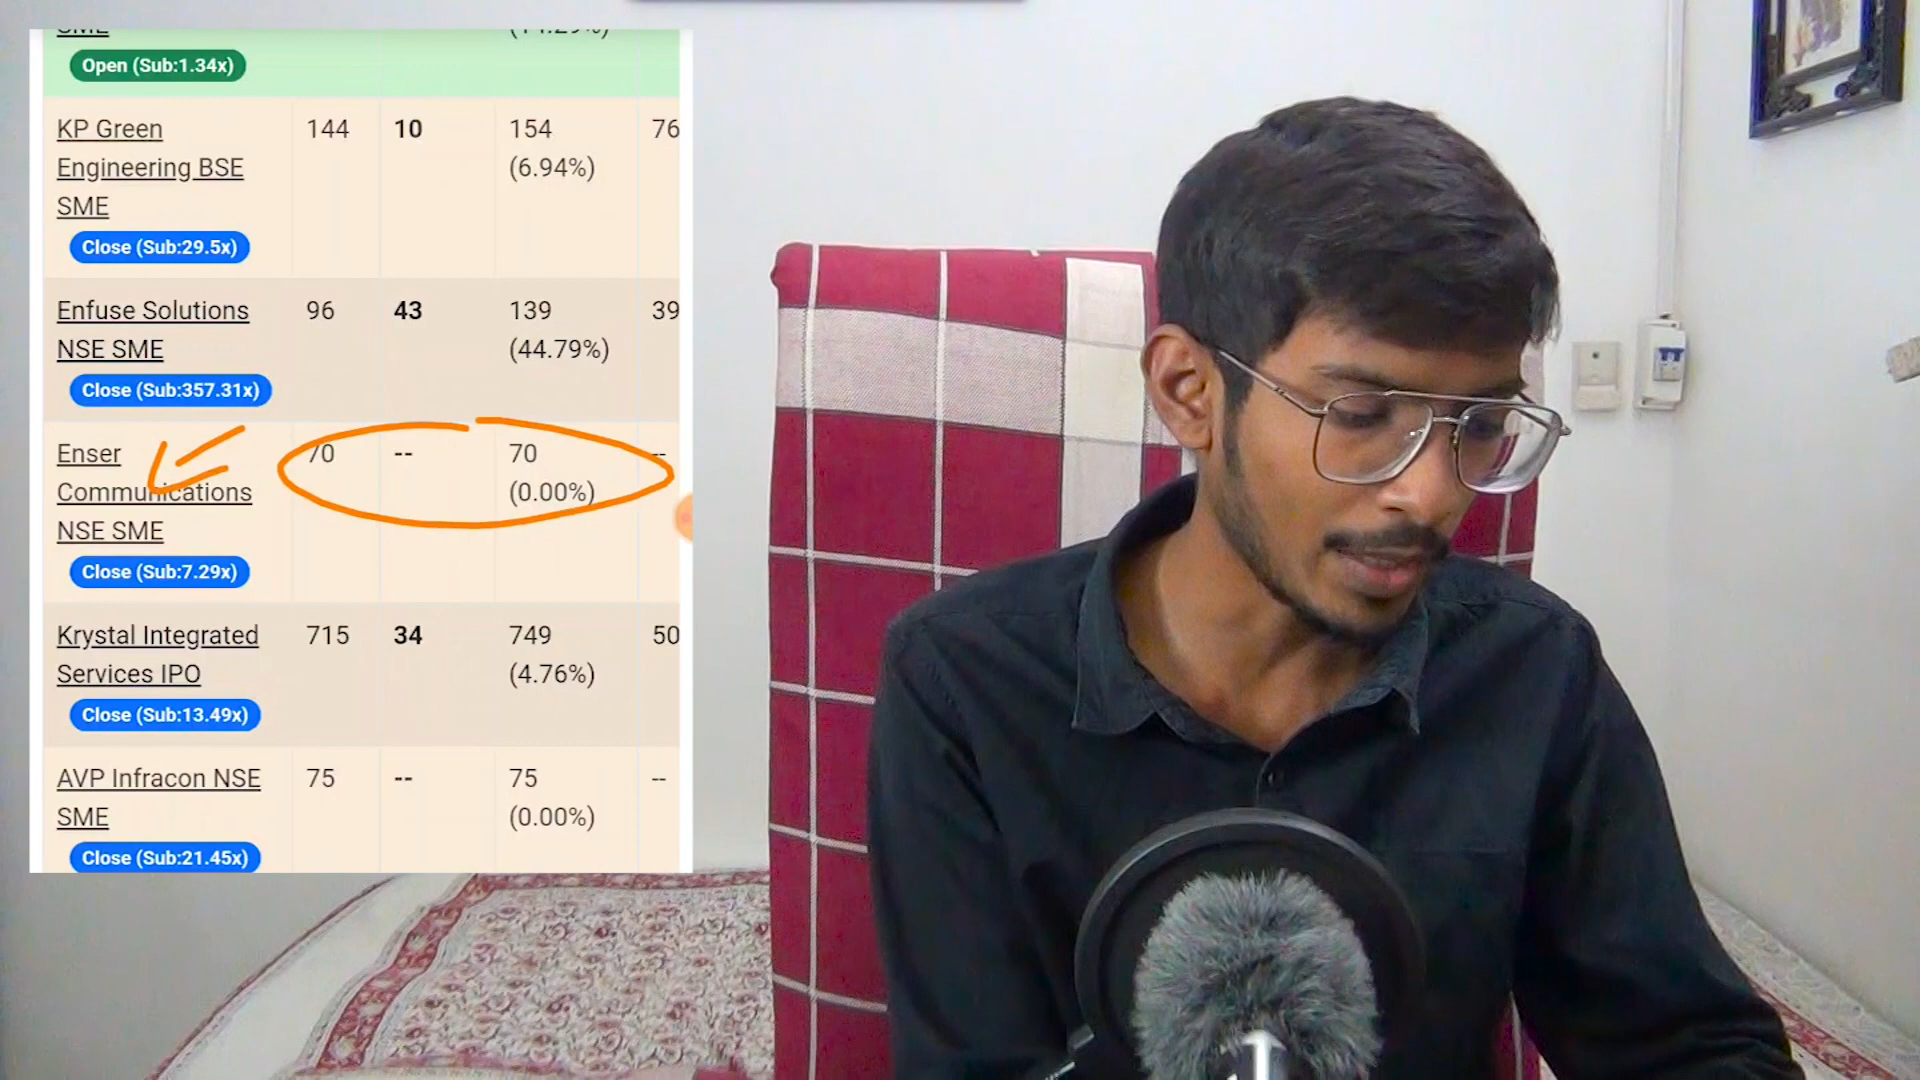 Open (Sub:1.34x)
KP Green 144 10 154 76
Engineering BSE (6.94%)
SME
Close (Sub:29.5x)
Enfuse Solutions 96 43 139 39
NSE SME (44.79%)
Close (Sub:357.31x)
Enser 70 -- 70 --
Communications (0.00%)
NSE SME
Close (Sub:7.29x)
Krystal Integrated 715 34 749 50
Services IPO (4.76%)
Close (Sub:13.49x)
AVP Infracon NSE 75 -- 75 --
SME (0.00%)
Close (Sub:21.45x)